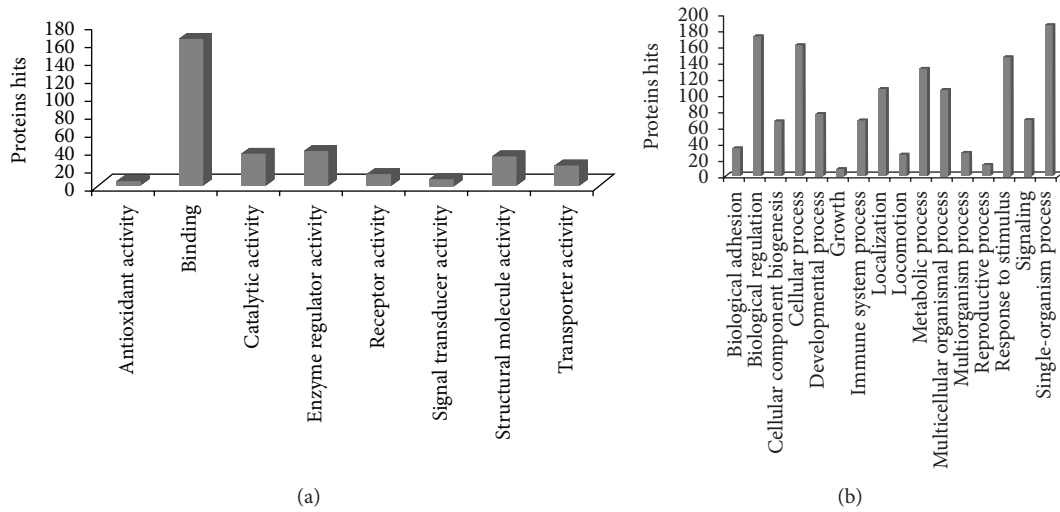 Proteins hits
180
160
140
120
100
80
60
40
20
0
Antioxidant activity
Binding
Catalytic activity
Enzyme regulator activity
Receptor activity
Signal transducer activity
Structural molecule activity
Transporter activity
(a)
Proteins hits
200
180
160
140
120
100
80
60
40
20
0
Biological adhesion
Biological regulation
Cellular component biogenesis
Cellular process
Developmental process
Growth
Immune system process
Localization
Locomotion
Metabolic process
Multicellular organismal process
Multiorganism process
Reproductive process
Response to stimulus
Signaling
Single-organism process
(b)